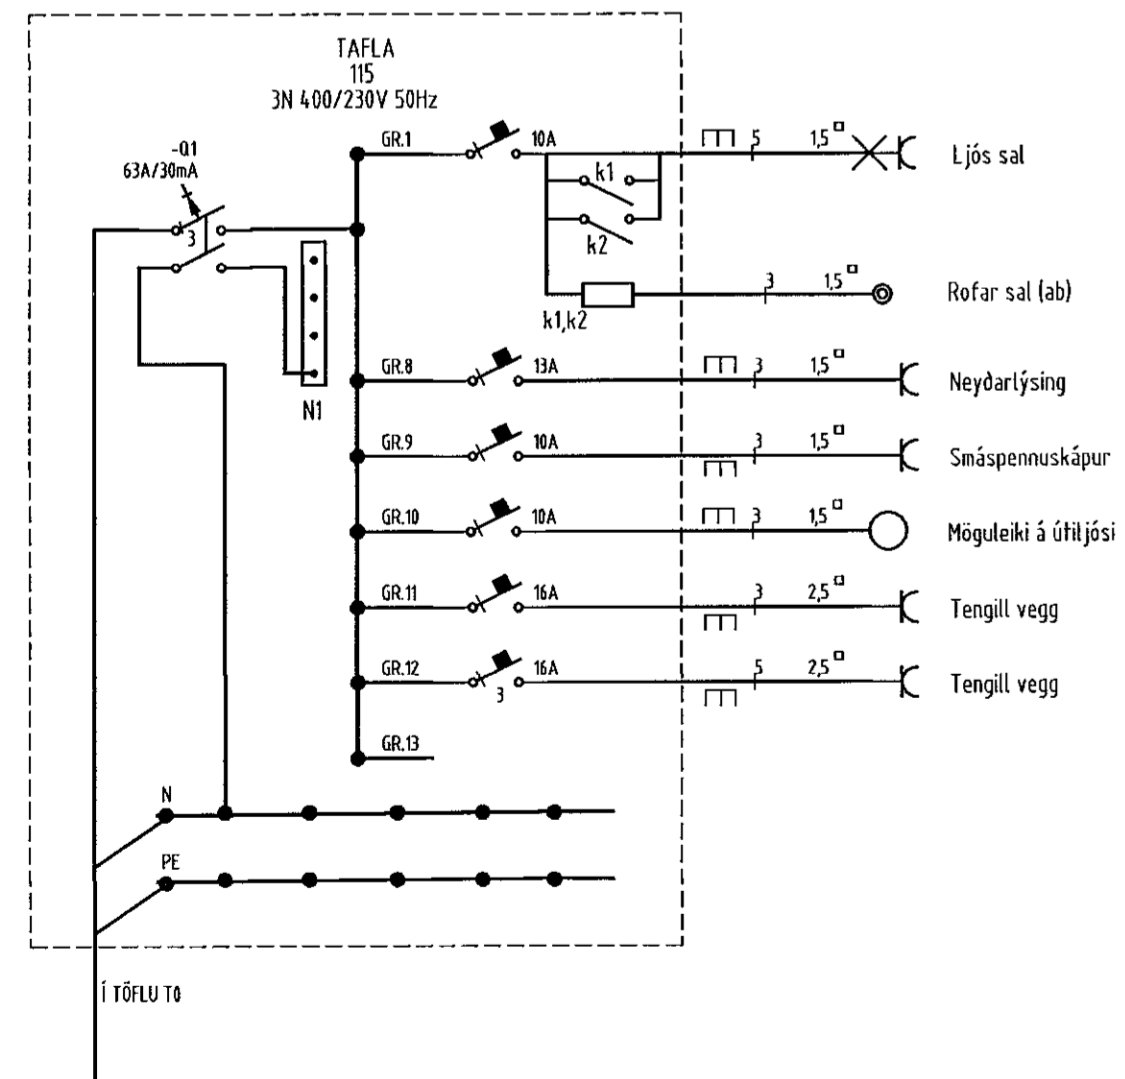 TAFLA
115
3N 400/230V 50Hz
-Q1
63A/30mA
3
N1
GR.1 10A 5 1,5 Ljós sal
k1
k2
k1,k2
3 1,5 Rofar sal (ab)
GR.8 13A 3 1,5 Neyðarlýsing
GR.9 10A 3 1,5 Smáspennuskápur
GR.10 10A 3 1,5 Möguleiki á útiljósi
GR.11 16A 3 2,5 Tengill vegg
GR.12 3 16A 5 2,5 Tengill vegg
GR.13
N
PE
Í TÖFLU T0